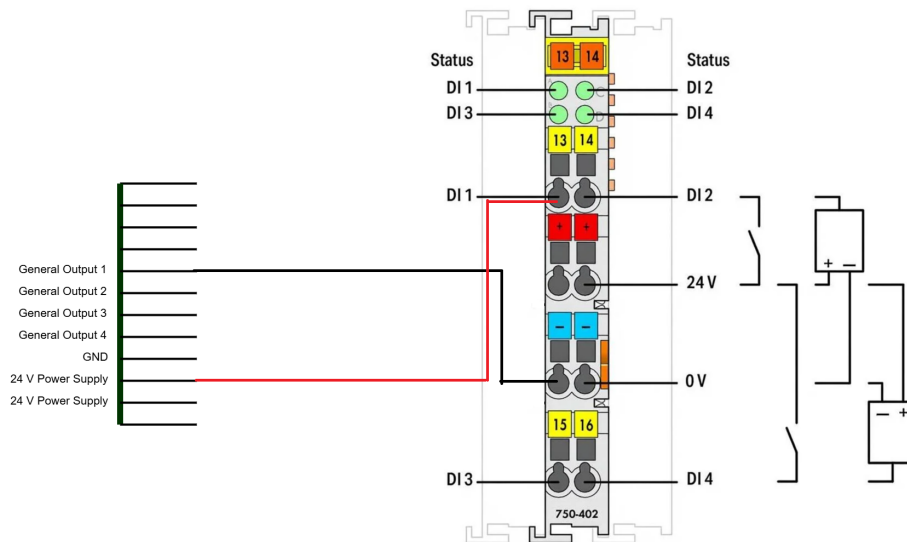 13 14
Status Status
DI 1 DI 2
DI 3 DI 4
A C
D
13 14
DI 1 DI 2
+ +
24 V
+ −
− −
0 V
− +
15 16
DI 3 DI 4
750-402
General Output 1
General Output 2
General Output 3
General Output 4
GND
24 V Power Supply
24 V Power Supply